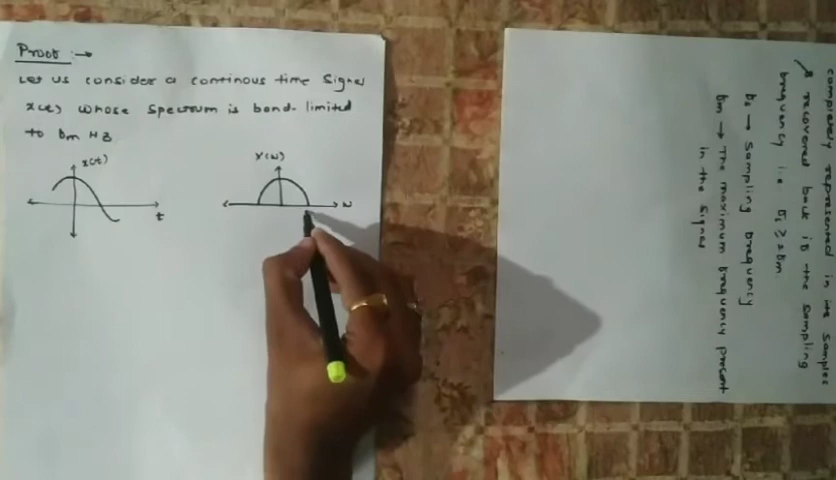 Proof :→
Let us consider a continous time signal
x(t) whose spectrum is band-limited
to fm Hz
x(t)
t
X(ω)
ω
completely represented in its samples
& recovered back if the sampling
frequency i.e fs ≥ 2fm
fs → sampling frequency
fm → The maximum frequency present
in the signal